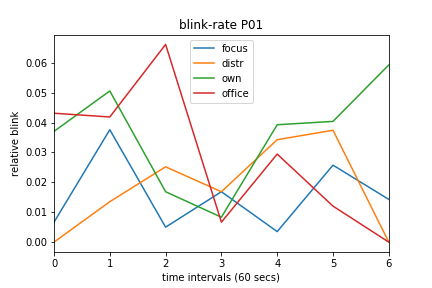 blink-rate P01
focus
distr
own
office
relative blink
0.06
0.05
0.04
0.03
0.02
0.01
0.00
0 1 2 3 4 5 6
time intervals (60 secs)